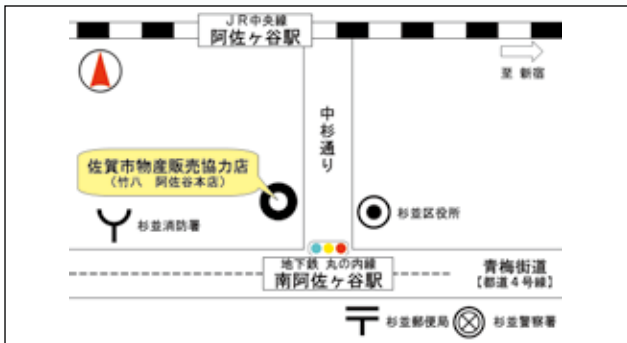 JR中央線
阿佐ヶ谷駅
至 新宿
中杉通り
佐賀市物産販売協力店
(竹八 阿佐谷本店)
杉並消防署
杉並区役所
地下鉄 丸の内線
南阿佐ヶ谷駅
青梅街道
【都道4号線】
杉並郵便局
杉並警察署